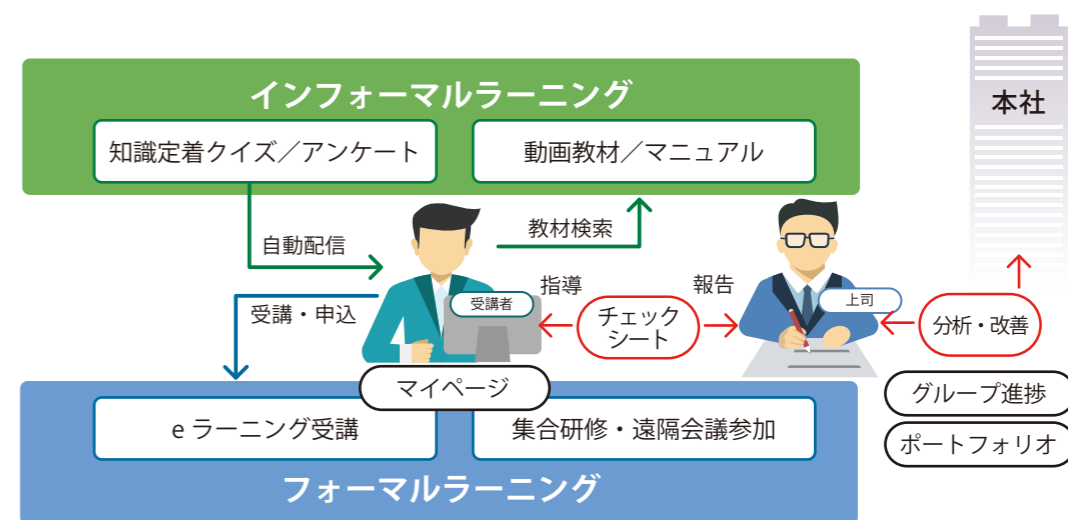 インフォーマルラーニング
本社
知識定着クイズ／アンケート
動画教材／マニュアル
自動配信
教材検索
受講・申込
受講者
指導
チェック
シート
報告
上司
分析・改善
マイページ
グループ進捗
ポートフォリオ
e ラーニング受講
集合研修・遠隔会議参加
フォーマルラーニング